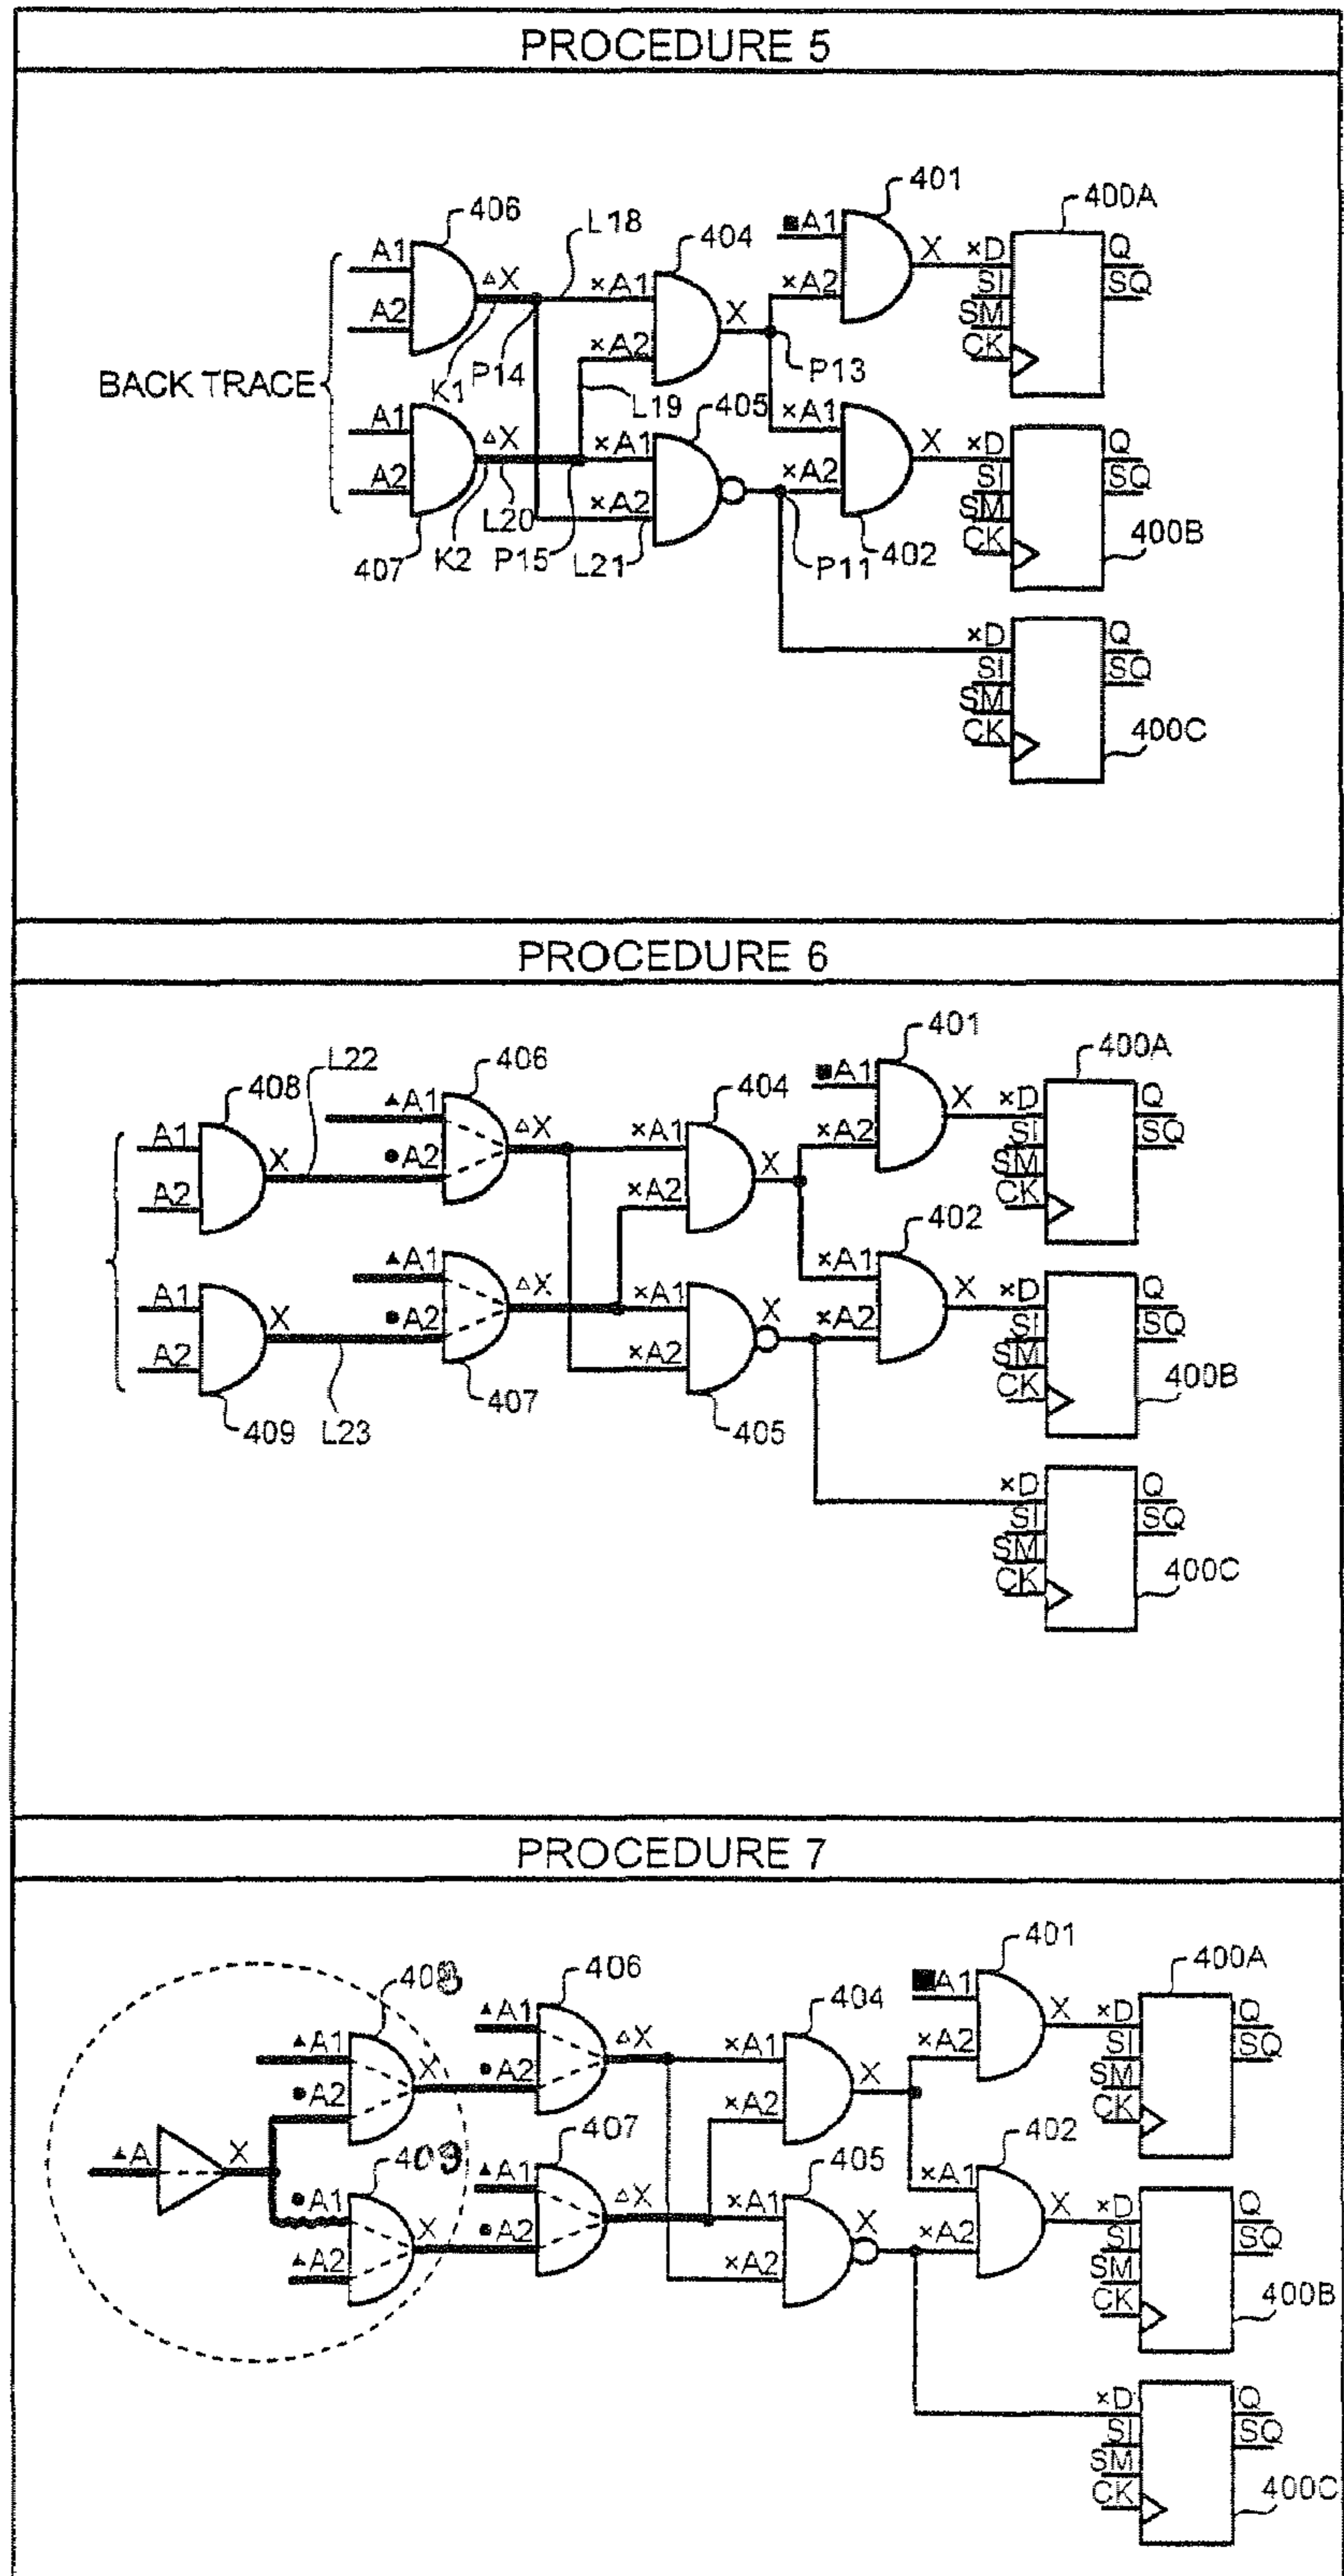 PROCEDURE 5
401
400A
406
L18
404
■A1
A1
△X
×A1
X
×D
Q
SI
SQ
×A2
A2
X
SM
×A2
CK
P13
BACK TRACE
K1
P14
L19
405
×A1
A1
△X
×A1
X
×D
Q
SI
SQ
A2
×A2
SM
L20
×A2
CK
407
K2
P15
L21
P11
402
400B
×D
Q
SI
SQ
SM
CK
400C
PROCEDURE 6
401
400A
L22
406
408
404
■A1
▲A1
X
×D
Q
A1
△X
×A1
×A2
SI
SQ
X
●A2
X
SM
A2
×A2
CK
402
▲A1
×A1
A1
△X
×A1
X
X
×D
Q
X
●A2
×A2
SI
SQ
A2
×A2
SM
CK
407
400B
409
L23
405
×D
Q
SI
SQ
SM
CK
400C
PROCEDURE 7
401
400A
408
406
404
■A1
▲A1
X
×D
Q
▲A1
△X
×A1
×A2
SI
SQ
X
●A2
X
SM
●A2
×A2
CK
407
402
▲A
X
409
▲A1
405
×A1
●A1
△X
×A1
X
X
×D
Q
X
●A2
×A2
SI
SQ
▲A2
×A2
SM
CK
400B
×D
Q
SI
SQ
SM
CK
400C